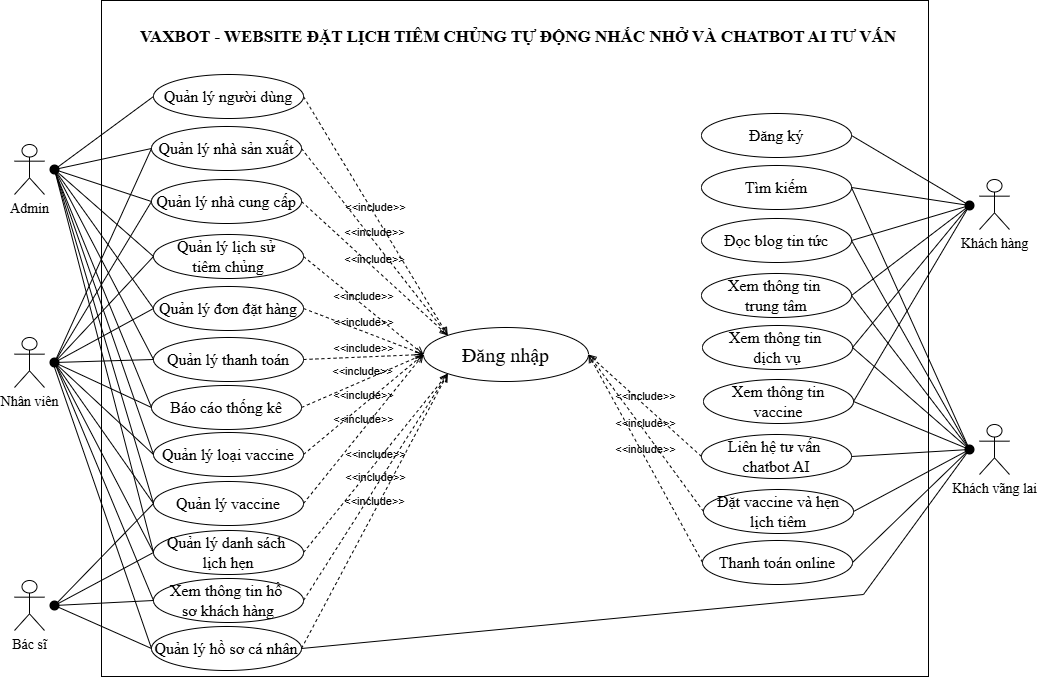 VAXBOT - WEBSITE ĐẶT LỊCH TIÊM CHỦNG TỰ ĐỘNG NHẮC NHỞ VÀ CHATBOT AI TƯ VẤN
Admin
Nhân viên
Bác sĩ
Quản lý người dùng
Quản lý nhà sản xuất
Quản lý nhà cung cấp
Quản lý lịch sử
tiêm chủng
Quản lý đơn đặt hàng
Quản lý thanh toán
Báo cáo thống kê
Quản lý loại vaccine
Quản lý vaccine
Quản lý danh sách
lịch hẹn
Xem thông tin hồ
sơ khách hàng
Quản lý hồ sơ cá nhân
<<include>>
<<include>>
<<include>>
<<include>>
<<include>>
<<include>>
<<include>>
<<include>>
<<include>>
<<include>>
<<include>>
<<include>>
Đăng nhập
<<include>>
<<include>>
<<include>>
Đăng ký
Tìm kiếm
Đọc blog tin tức
Xem thông tin
trung tâm
Xem thông tin
dịch vụ
Xem thông tin
vaccine
Liên hệ tư vấn
chatbot AI
Đặt vaccine và hẹn
lịch tiêm
Thanh toán online
Khách hàng
Khách vãng lai